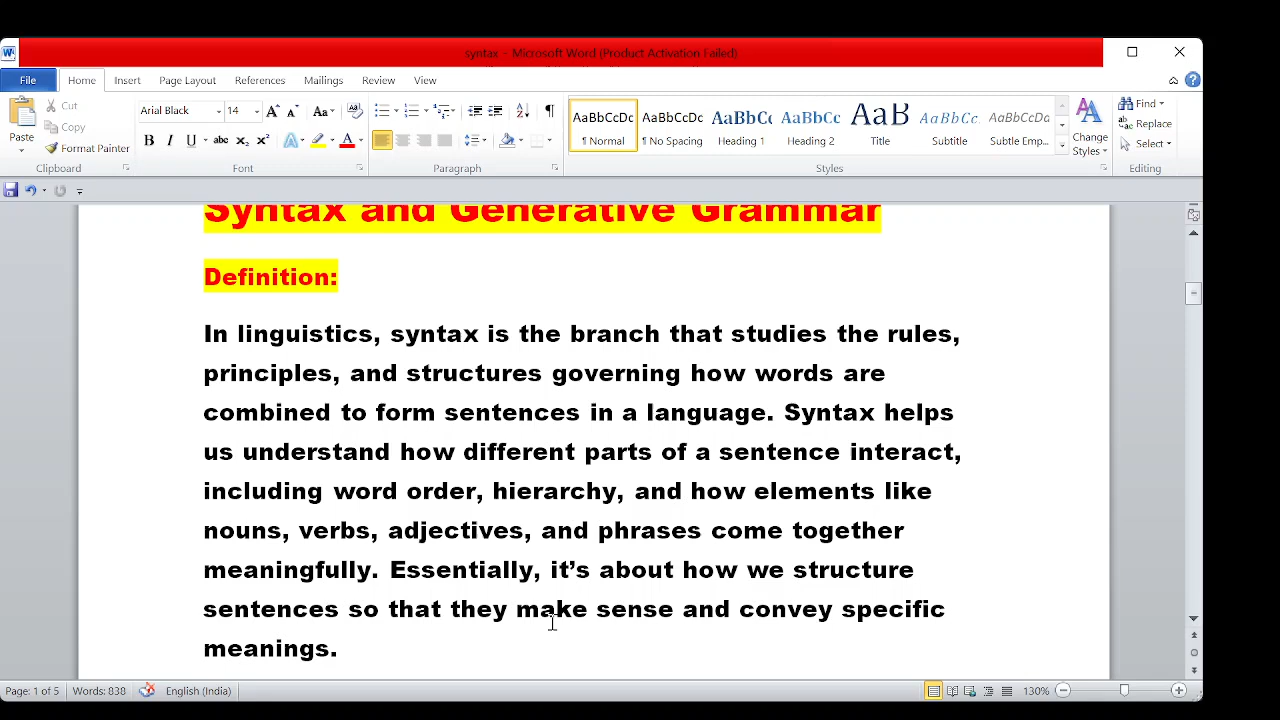 syntax - Microsoft Word (Product Activation Failed)
File Home Insert Page Layout References Mailings Review View
Paste
Cut
Copy
Format Painter
Clipboard
Arial Black 14
Font
Paragraph
AaBbCcDc AaBbCcDc AaBbCc AaBbCc AaB AaBbCc. AaBbCcDc
¶ Normal ¶ No Spacing Heading 1 Heading 2 Title Subtitle Subtle Emp...
Change Styles
Styles
Find
Replace
Select
Editing
Syntax and Generative Grammar
Definition:
In linguistics, syntax is the branch that studies the rules,
principles, and structures governing how words are
combined to form sentences in a language. Syntax helps
us understand how different parts of a sentence interact,
including word order, hierarchy, and how elements like
nouns, verbs, adjectives, and phrases come together
meaningfully. Essentially, it’s about how we structure
sentences so that they make sense and convey specific
meanings.
Page: 1 of 5 Words: 838 English (India) 130%